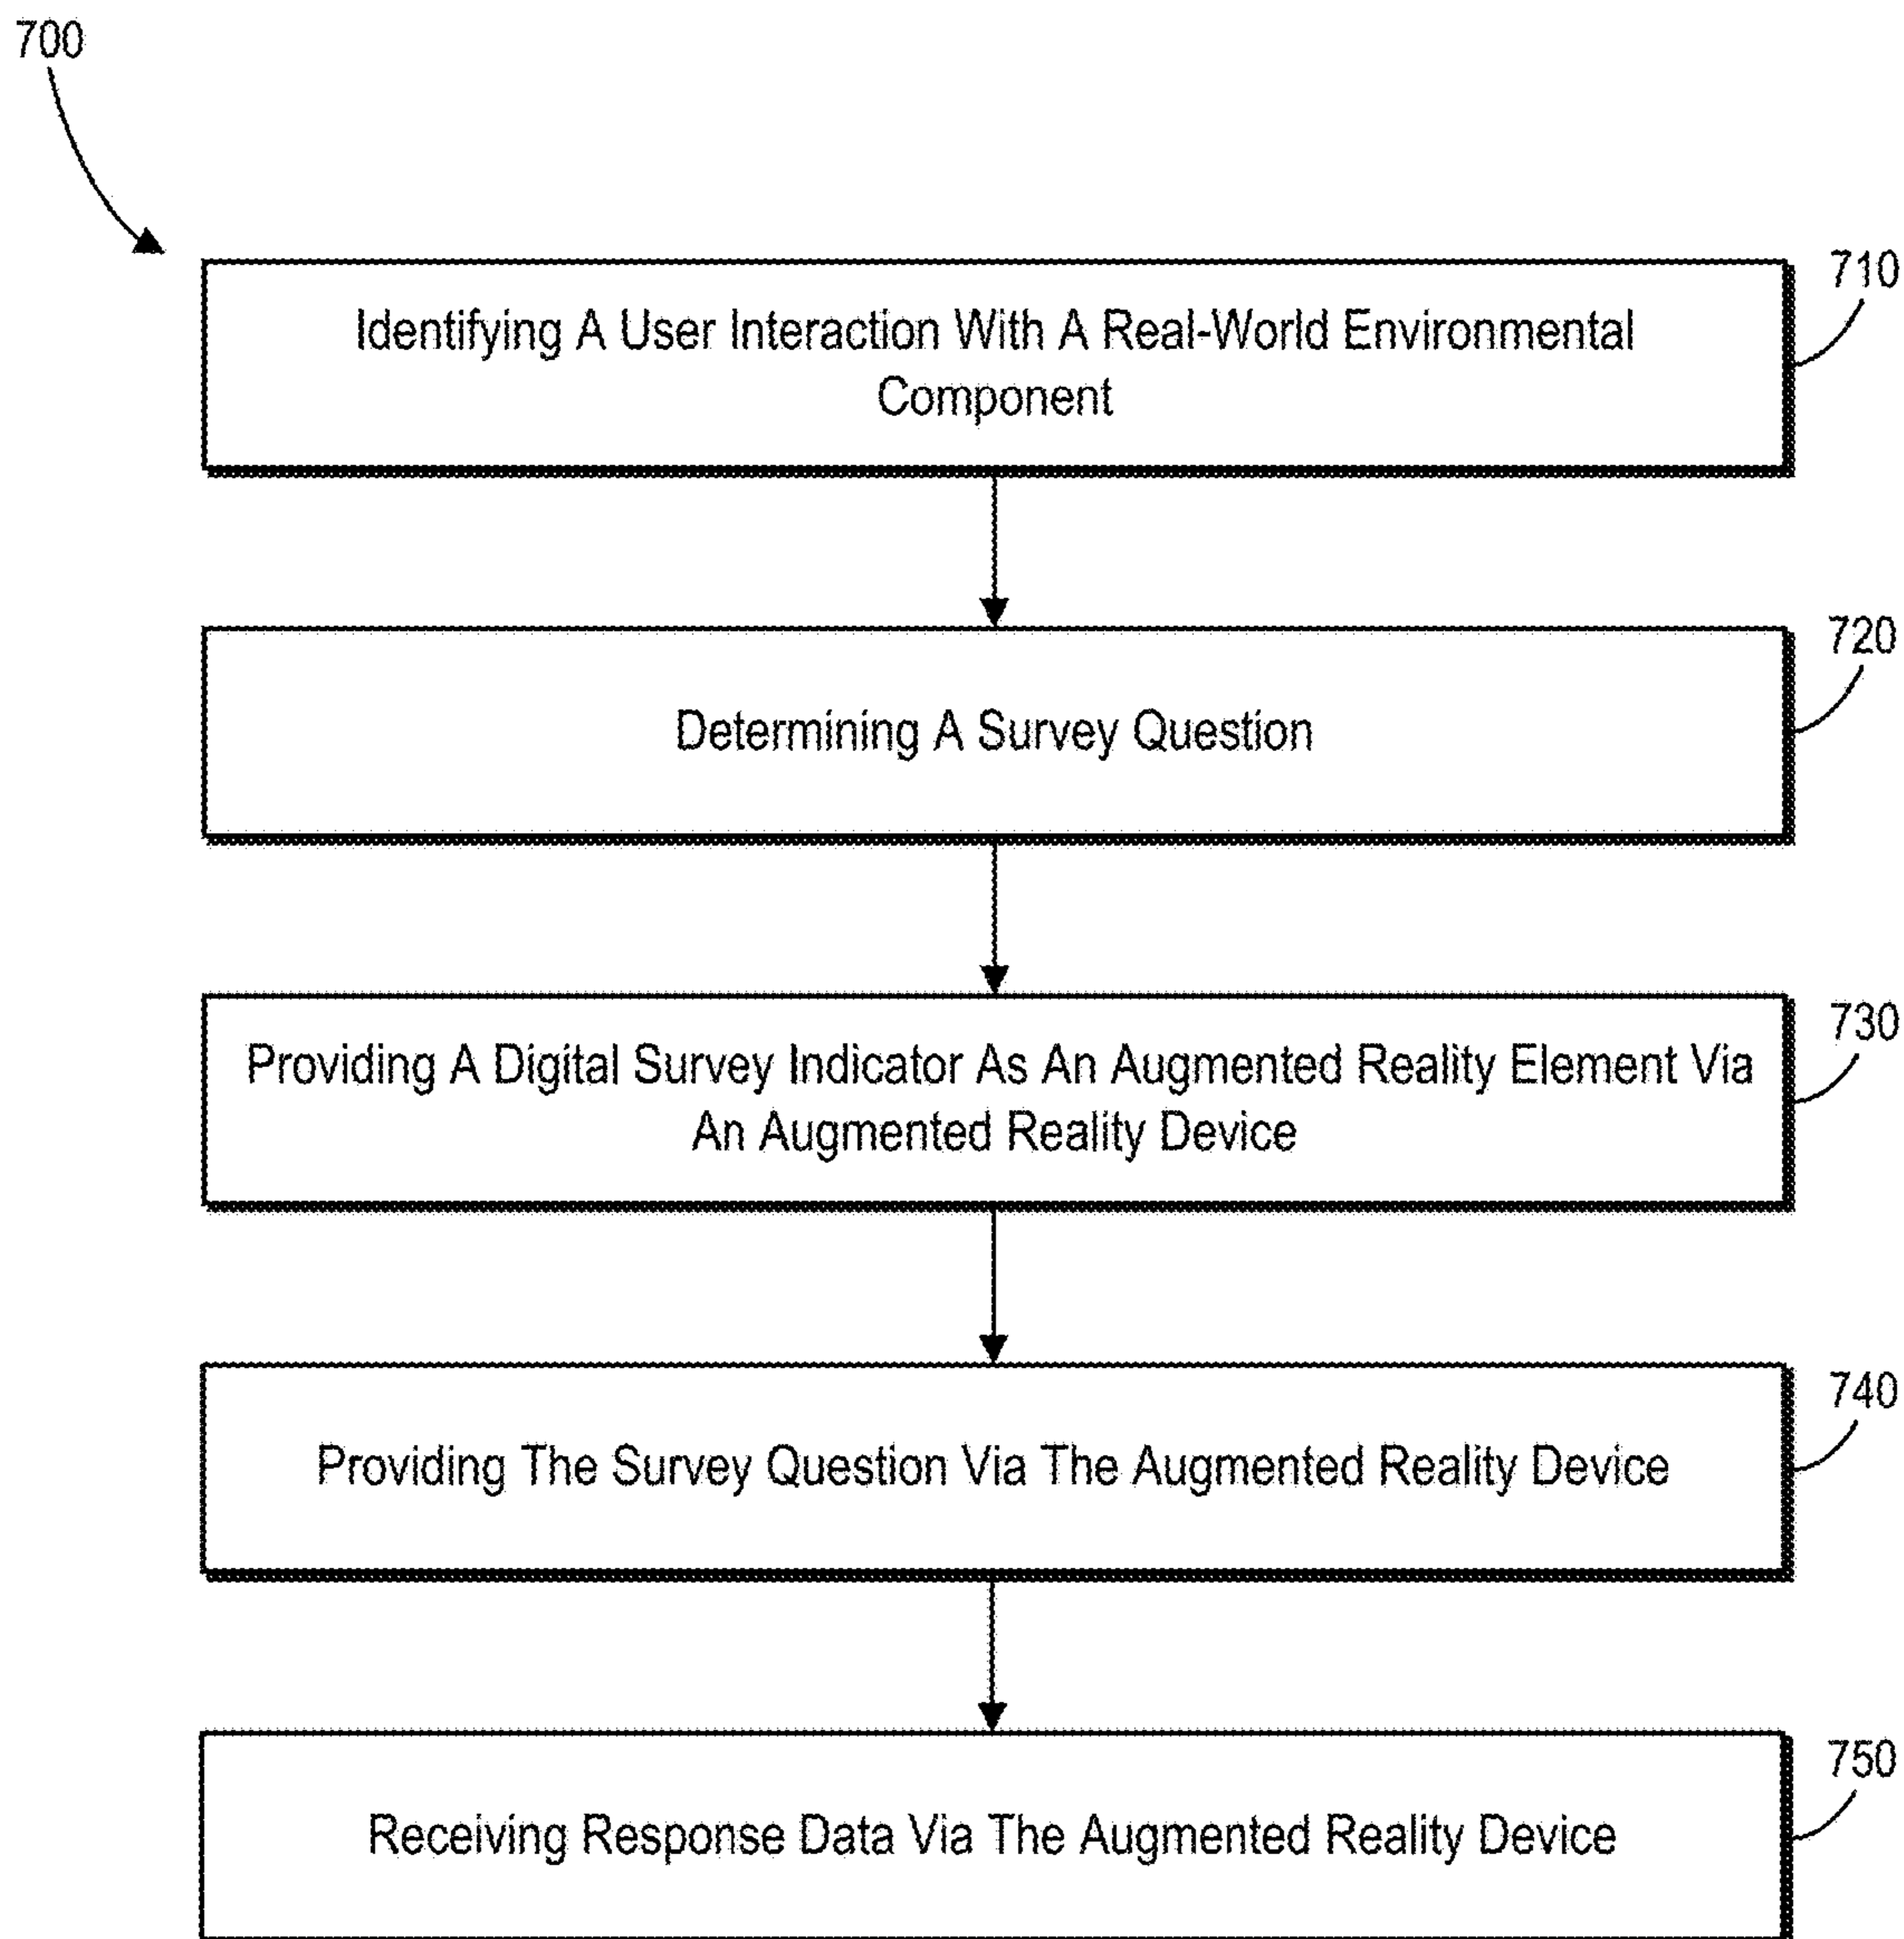 700
710
Identifying A User Interaction With A Real-World Environmental
Component
720
Determining A Survey Question
730
Providing A Digital Survey Indicator As An Augmented Reality Element Via
An Augmented Reality Device
740
Providing The Survey Question Via The Augmented Reality Device
750
Receiving Response Data Via The Augmented Reality Device